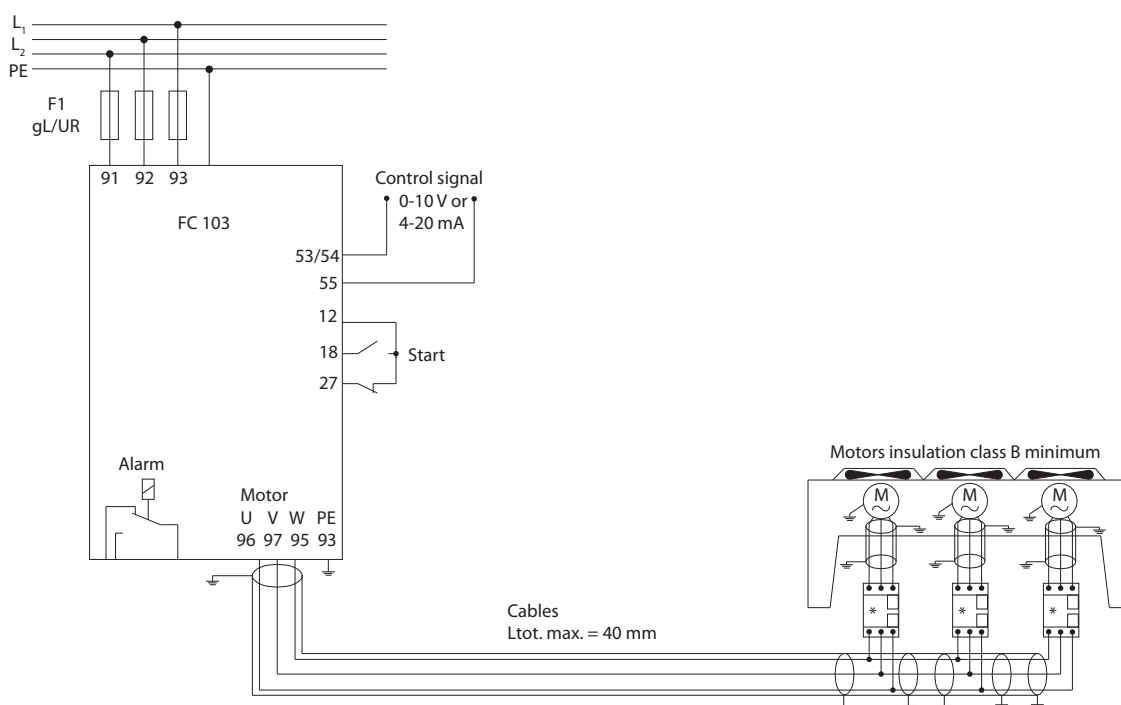 L₁
L₂
PE
F1
gL/UR
91 92 93
FC 103
Control signal
0-10 V or
4-20 mA
53/54
55
12
18
Start
27
Alarm
Motor
U V W PE
96 97 95 93
Motors insulation class B minimum
M M M
* * *
Cables
Ltot. max. = 40 mm